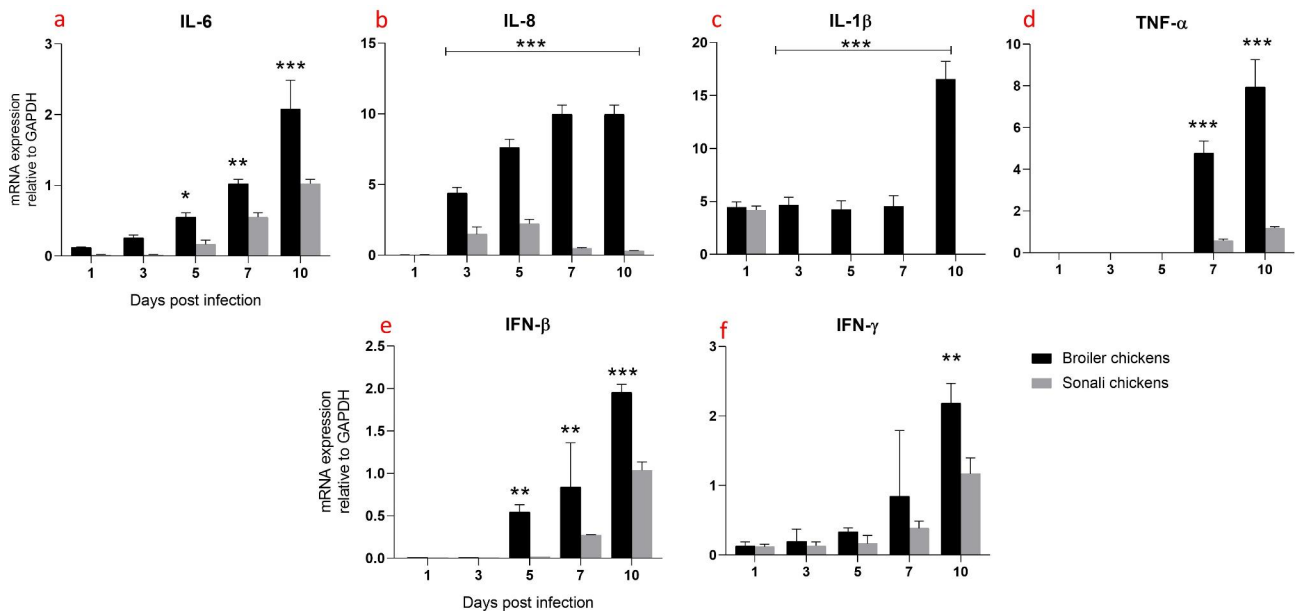 a
IL-6
mRNA expression
relative to GAPDH
3
2
1
0
*
**
***
1 3 5 7 10
Days post infection
b
IL-8
15
10
5
0
***
1 3 5 7 10
c
IL-1β
20
15
10
5
0
***
1 3 5 7 10
d
TNF-α
10
8
6
4
2
0
***
***
1 3 5 7 10
e
IFN-β
mRNA expression
relative to GAPDH
2.5
2.0
1.5
1.0
0.5
0.0
**
**
***
1 3 5 7 10
Days post infection
f
IFN-γ
3
2
1
0
**
1 3 5 7 10
Broiler chickens
Sonali chickens